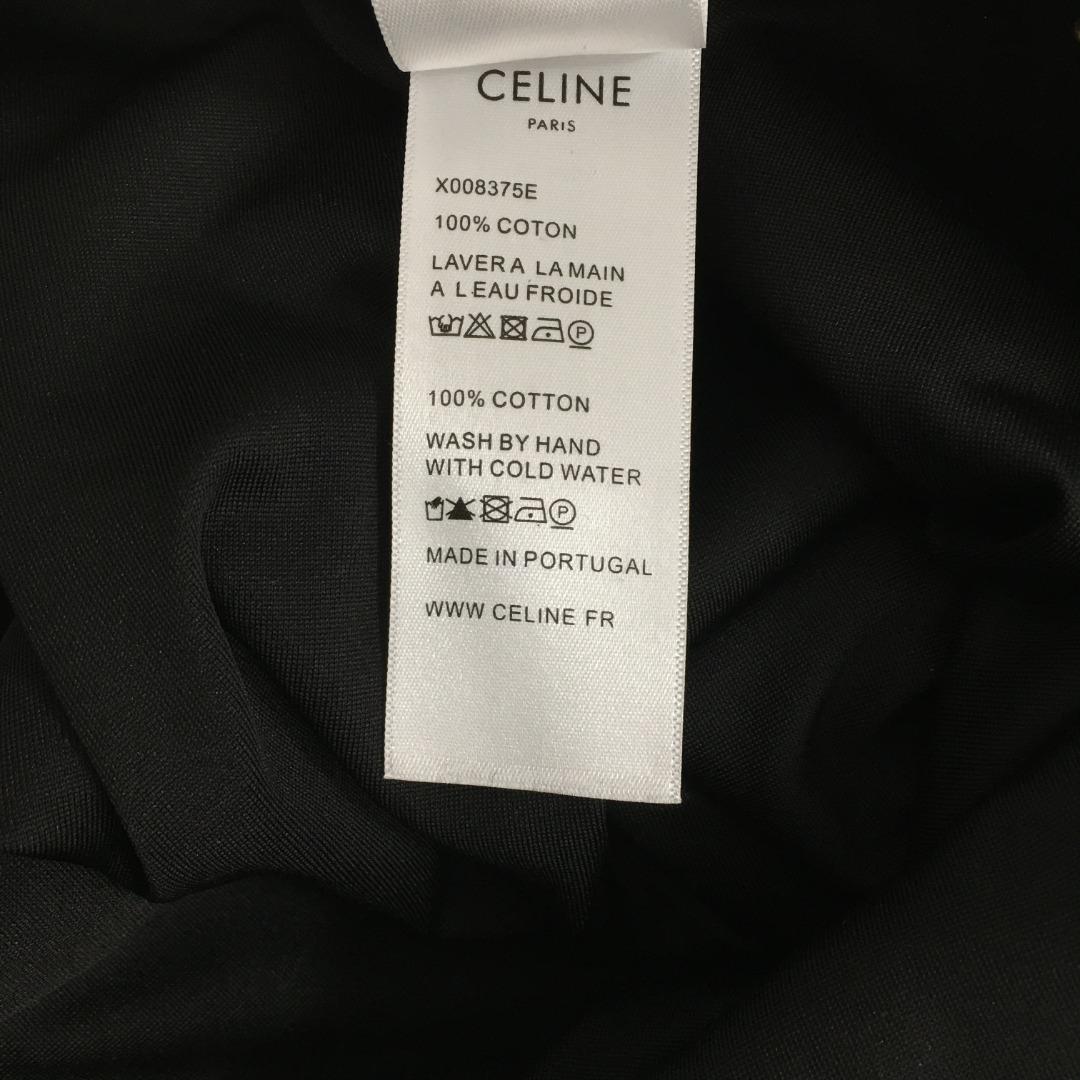 CELINE
PARIS
X008375E
100% COTON
LAVER A LA MAIN
A L EAU FROIDE
P
100% COTTON
WASH BY HAND
WITH COLD WATER
P
MADE IN PORTUGAL
WWW CELINE FR